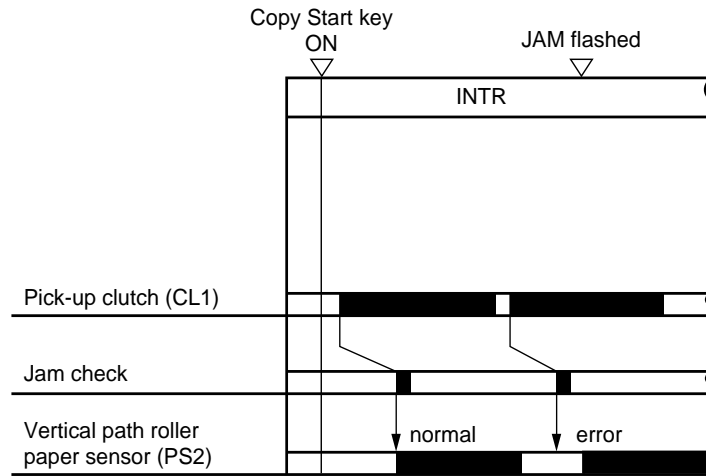 Copy Start key
ON
JAM flashed
INTR
Pick-up clutch (CL1)
Jam check
Vertical path roller
paper sensor (PS2)
normal
error